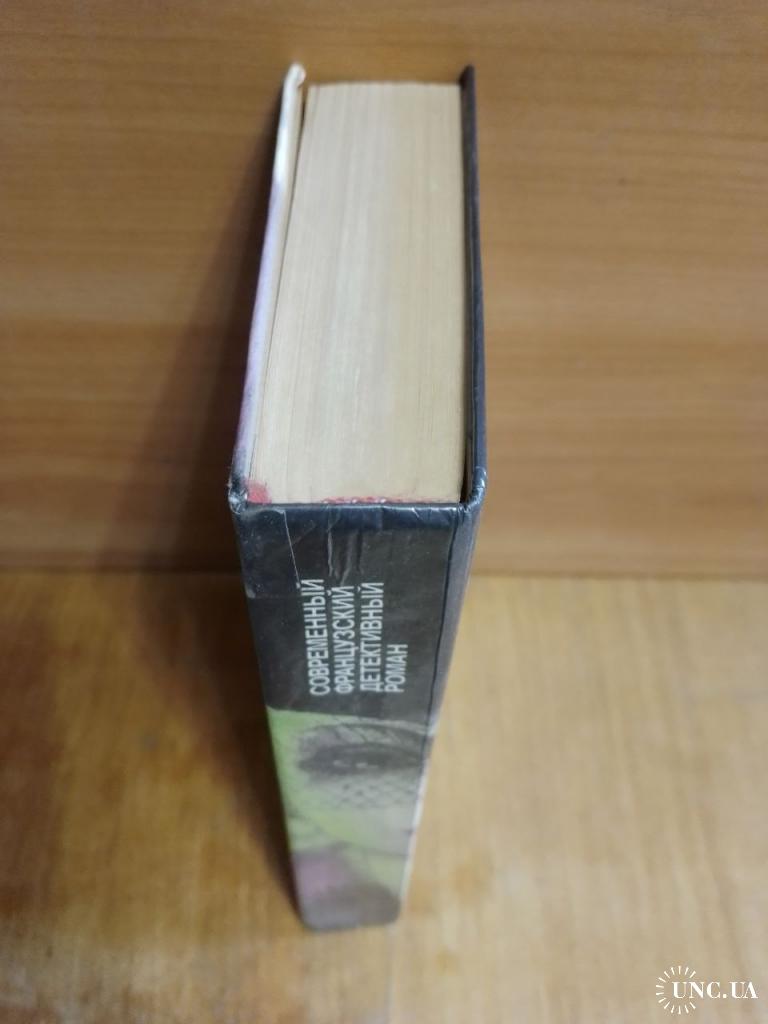 СОВРЕМЕННЫЙ
ФРАНЦУЗСКИЙ
ДЕТЕКТИВНЫЙ
РОМАН
UNC.UA